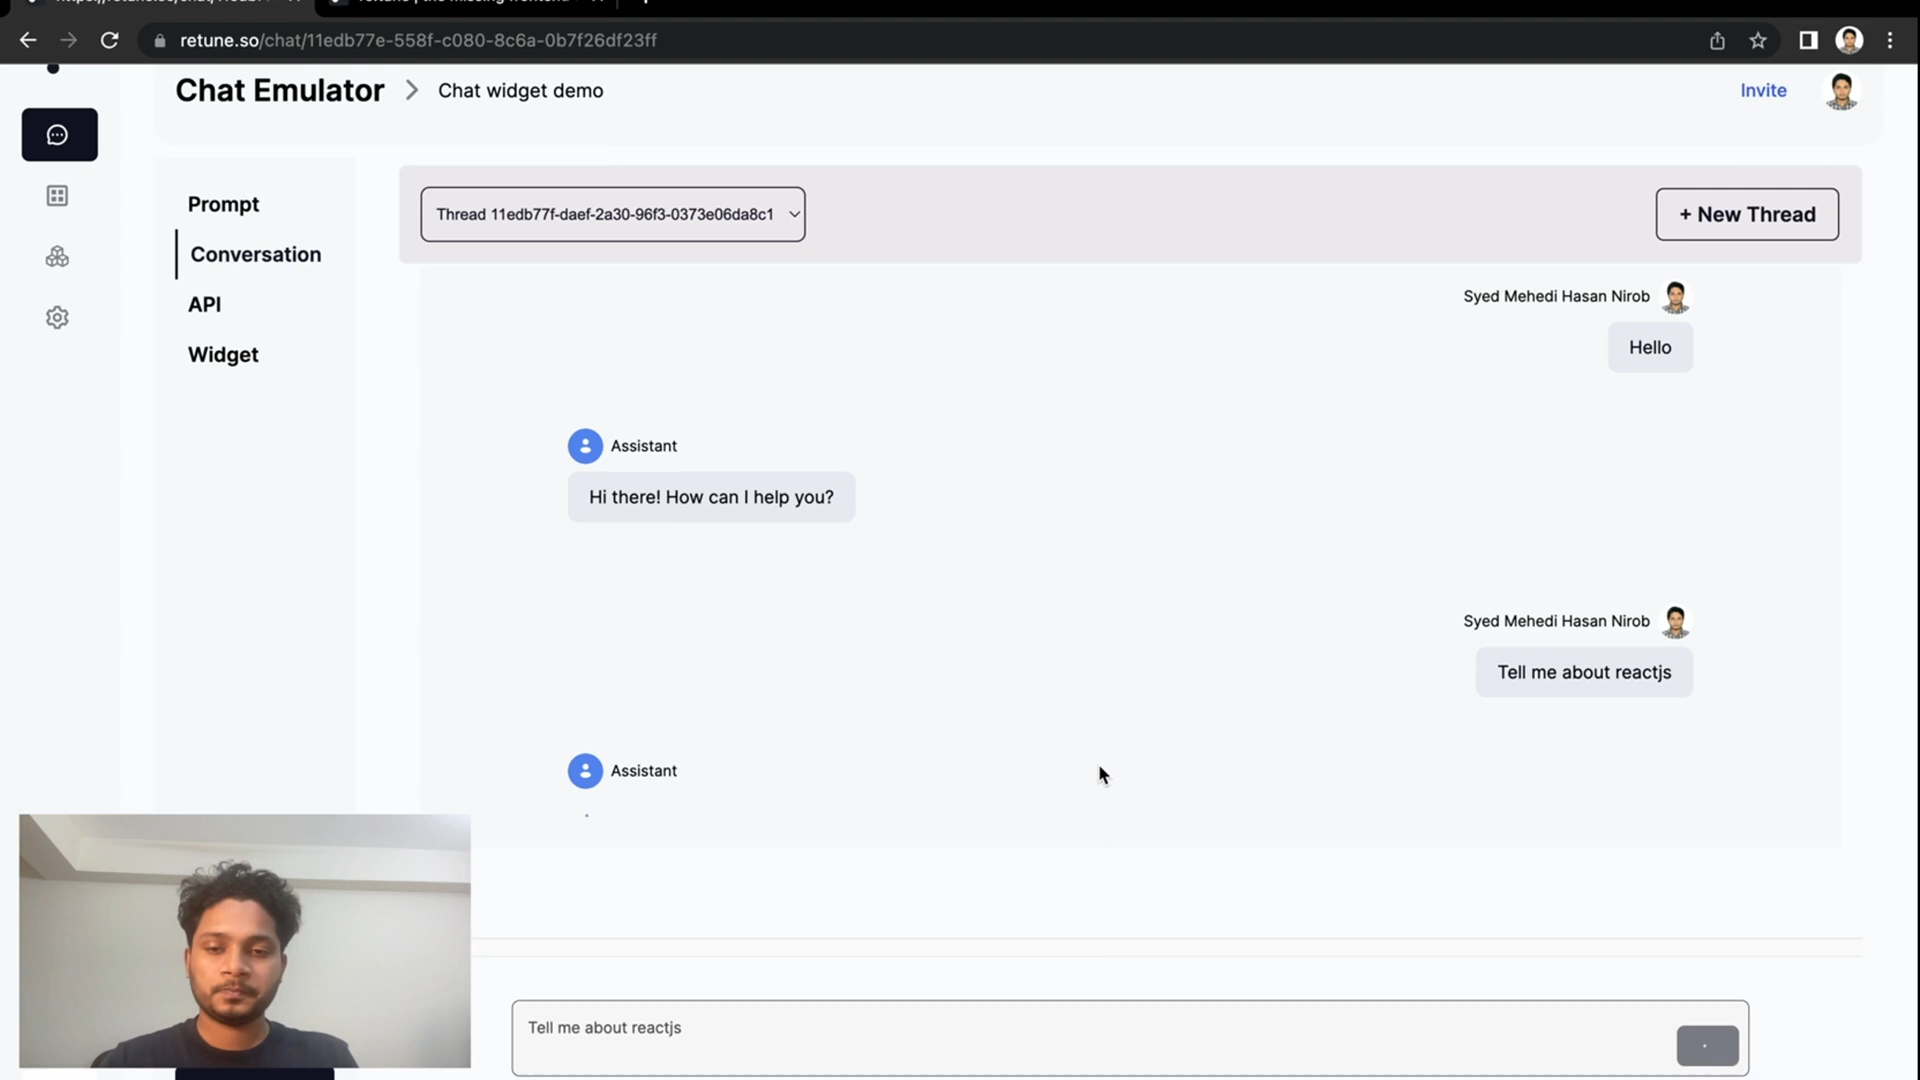 retune.so/chat/11edb77e-558f-c080-8c6a-0b7f26df23ff
Chat Emulator
Chat widget demo
Invite
Prompt
Conversation
API
Widget
Thread 11edb77f-daef-2a30-96f3-0373e06da8c1
+ New Thread
Syed Mehedi Hasan Nirob
Hello
Assistant
Hi there! How can I help you?
Syed Mehedi Hasan Nirob
Tell me about reactjs
Assistant
Tell me about reactjs